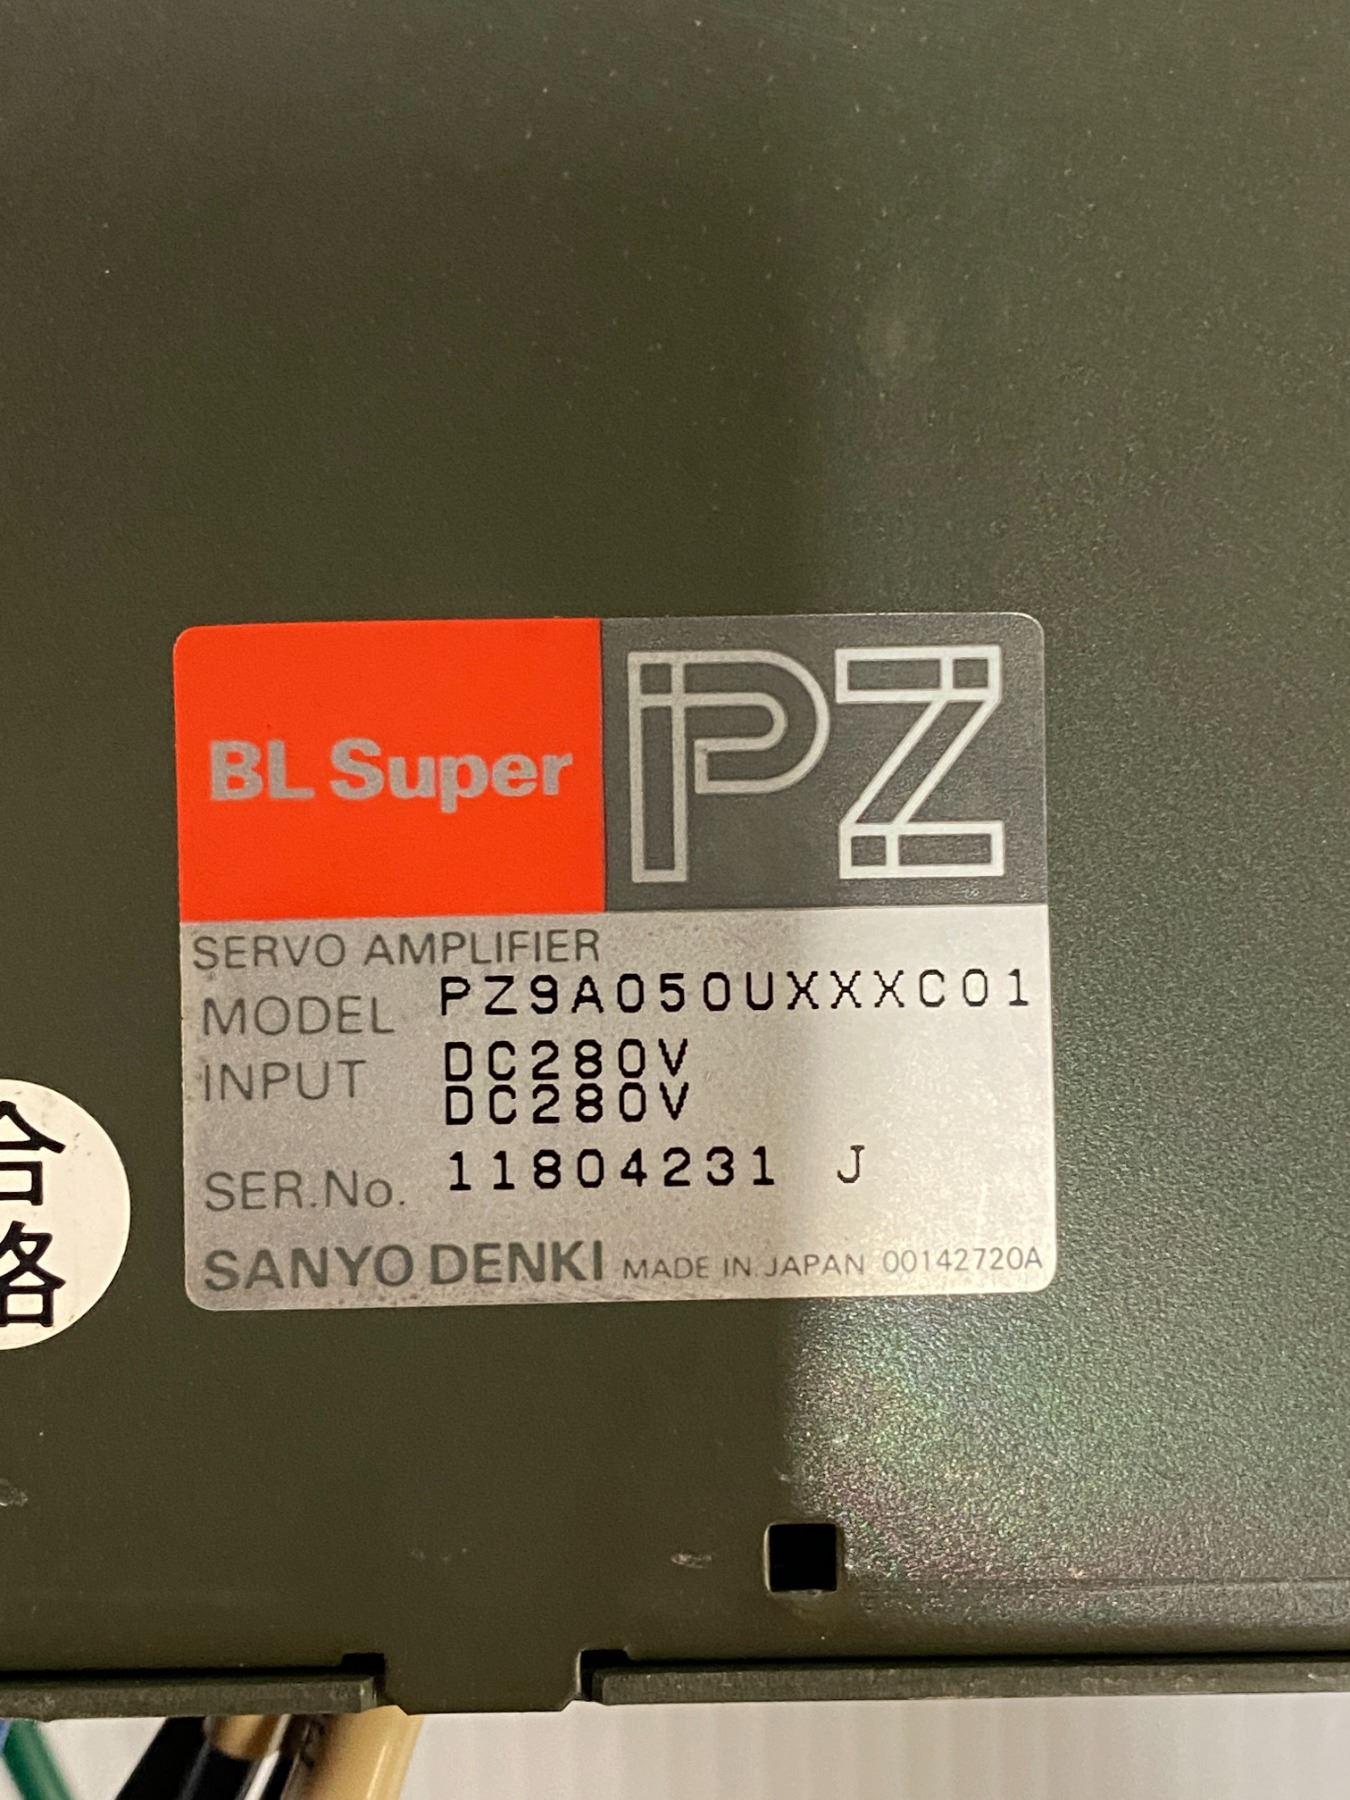 BL Super
PZ
SERVO AMPLIFIER
MODEL PZ9A050UXXXC01
INPUT DC280V
DC280V
SER.No. 11804231 J
SANYO DENKI MADE IN JAPAN 00142720A
合
格